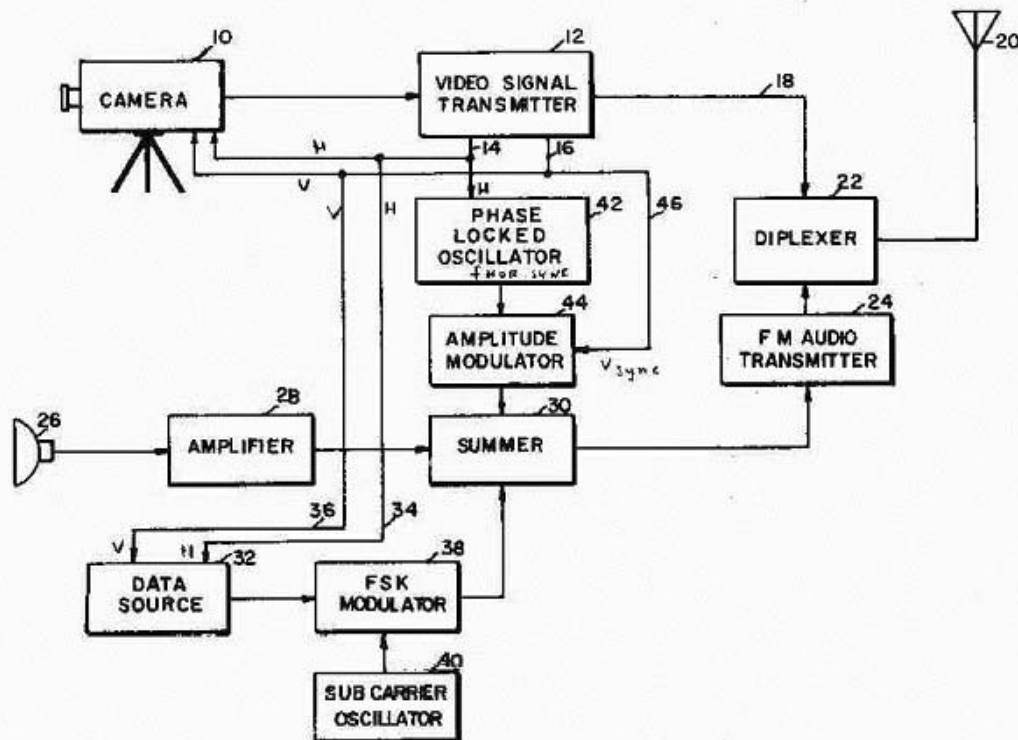 10
CAMERA
12
VIDEO SIGNAL
TRANSMITTER
18
20
H
14
16
V
V
H
H
PHASE
LOCKED
OSCILLATOR
f HOR. SYNC
42
46
22
DIPLEXER
44
AMPLITUDE
MODULATOR
V sync
24
FM AUDIO
TRANSMITTER
26
28
AMPLIFIER
30
SUMMER
36
34
V
H
32
DATA
SOURCE
38
FSK
MODULATOR
40
SUB CARRIER
OSCILLATOR